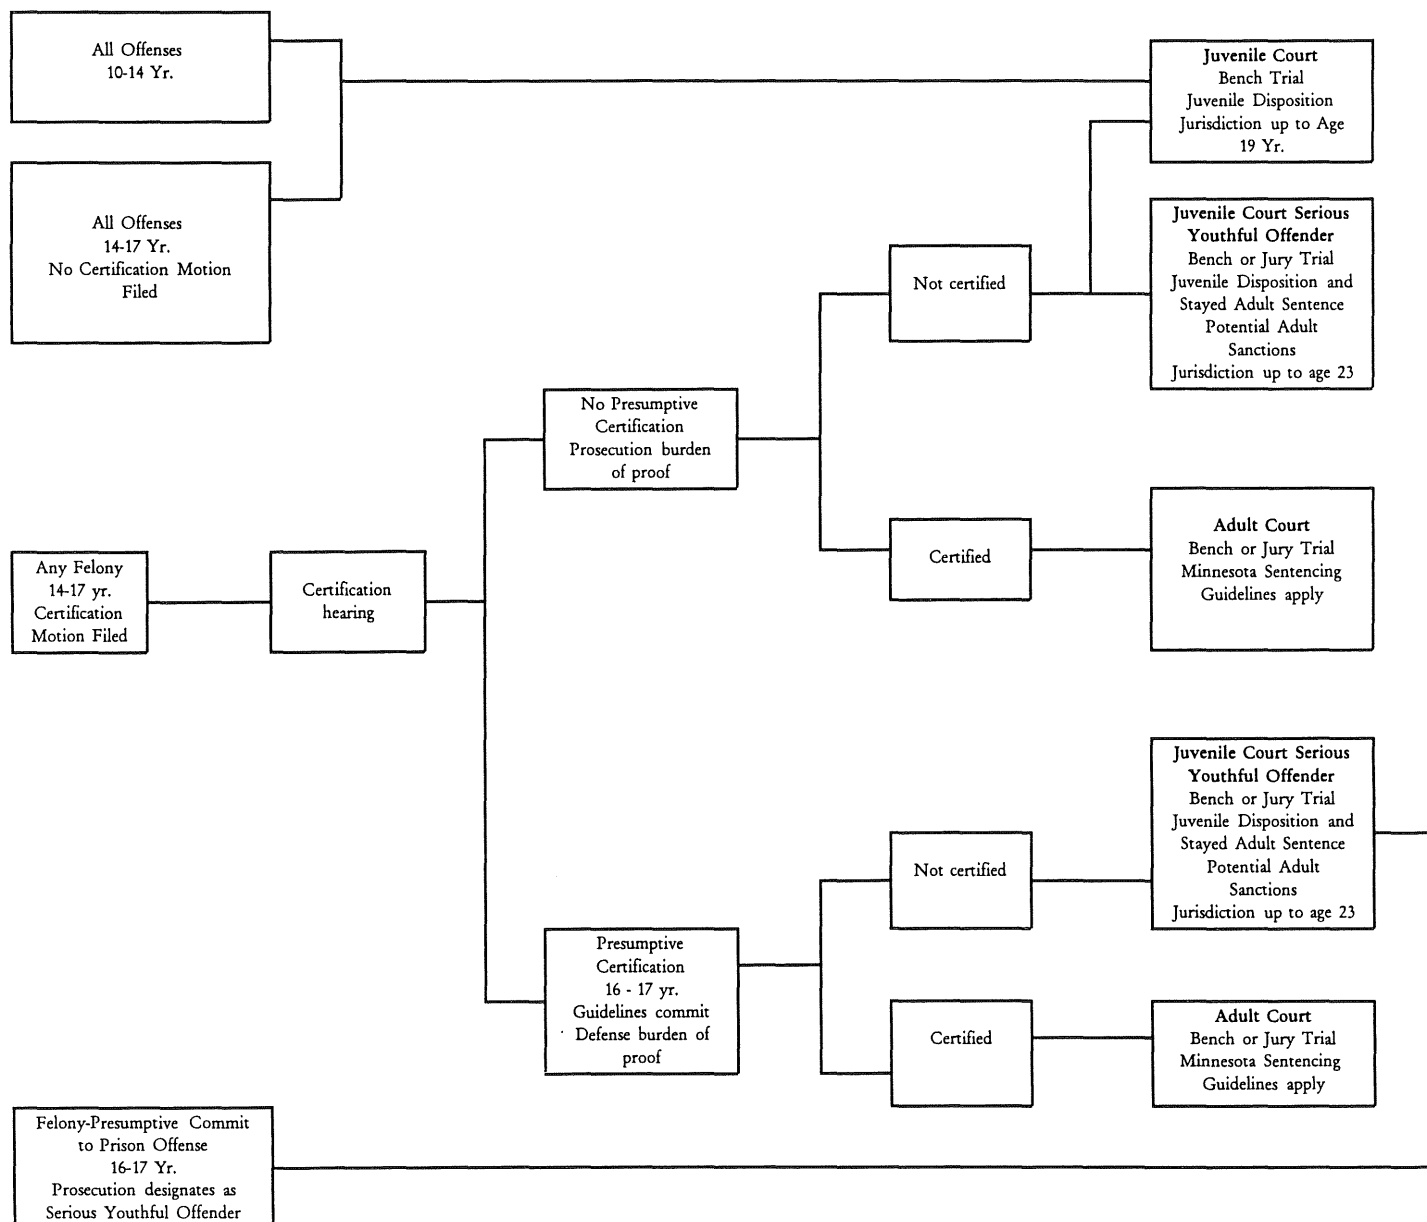 All Offenses
10-14 Yr.
All Offenses
14-17 Yr.
No Certification Motion
Filed
Any Felony
14-17 yr.
Certification
Motion Filed
Certification
hearing
No Presumptive
Certification
Prosecution burden
of proof
Presumptive
Certification
16 - 17 yr.
Guidelines commit
Defense burden of
proof
Not certified
Certified
Not certified
Certified
Juvenile Court
Bench Trial
Juvenile Disposition
Jurisdiction up to Age
19 Yr.
Juvenile Court Serious
Youthful Offender
Bench or Jury Trial
Juvenile Disposition and
Stayed Adult Sentence
Potential Adult
Sanctions
Jurisdiction up to age 23
Adult Court
Bench or Jury Trial
Minnesota Sentencing
Guidelines apply
Juvenile Court Serious
Youthful Offender
Bench or Jury Trial
Juvenile Disposition and
Stayed Adult Sentence
Potential Adult
Sanctions
Jurisdiction up to age 23
Adult Court
Bench or Jury Trial
Minnesota Sentencing
Guidelines apply
Felony-Presumptive Commit
to Prison Offense
16-17 Yr.
Prosecution designates as
Serious Youthful Offender